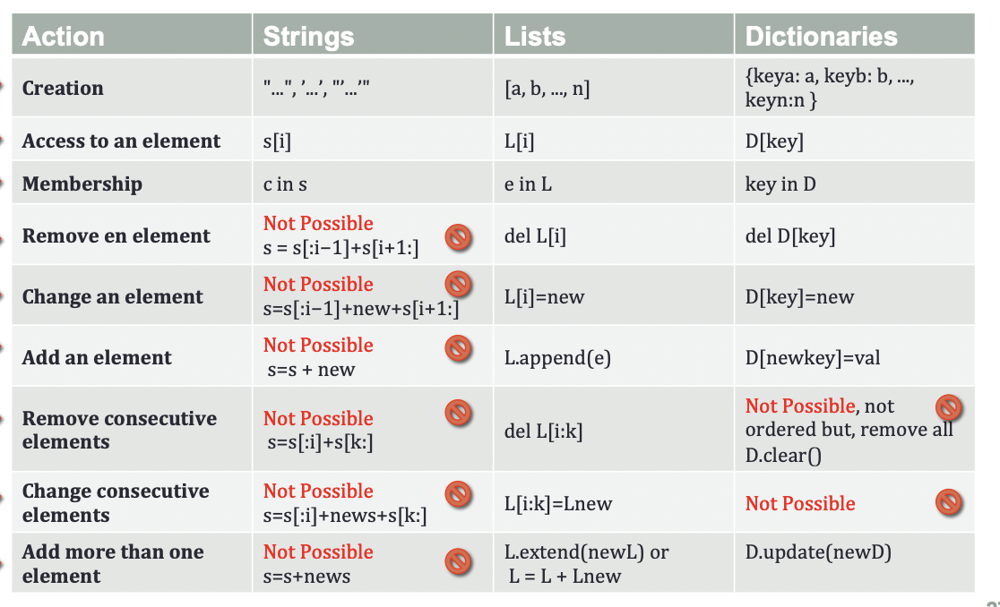 Action Strings Lists Dictionaries
Creation "...", ’...’, "’...’" [a, b, ..., n] {keya: a, keyb: b, ...,
keyn:n }
Access to an element s[i] L[i] D[key]
Membership c in s e in L key in D
Remove en element Not Possible
s = s[:i−1]+s[i+1:] del L[i] del D[key]
Change an element Not Possible
s=s[:i−1]+new+s[i+1:] L[i]=new D[key]=new
Add an element Not Possible
s=s + new L.append(e) D[newkey]=val
Remove consecutive
elements Not Possible
s=s[:i]+s[k:] del L[i:k] Not Possible, not
ordered but, remove all
D.clear()
Change consecutive
elements Not Possible
s=s[:i]+news+s[k:] L[i:k]=Lnew Not Possible
Add more than one
element Not Possible
s=s+news L.extend(newL) or
L = L + Lnew D.update(newD)